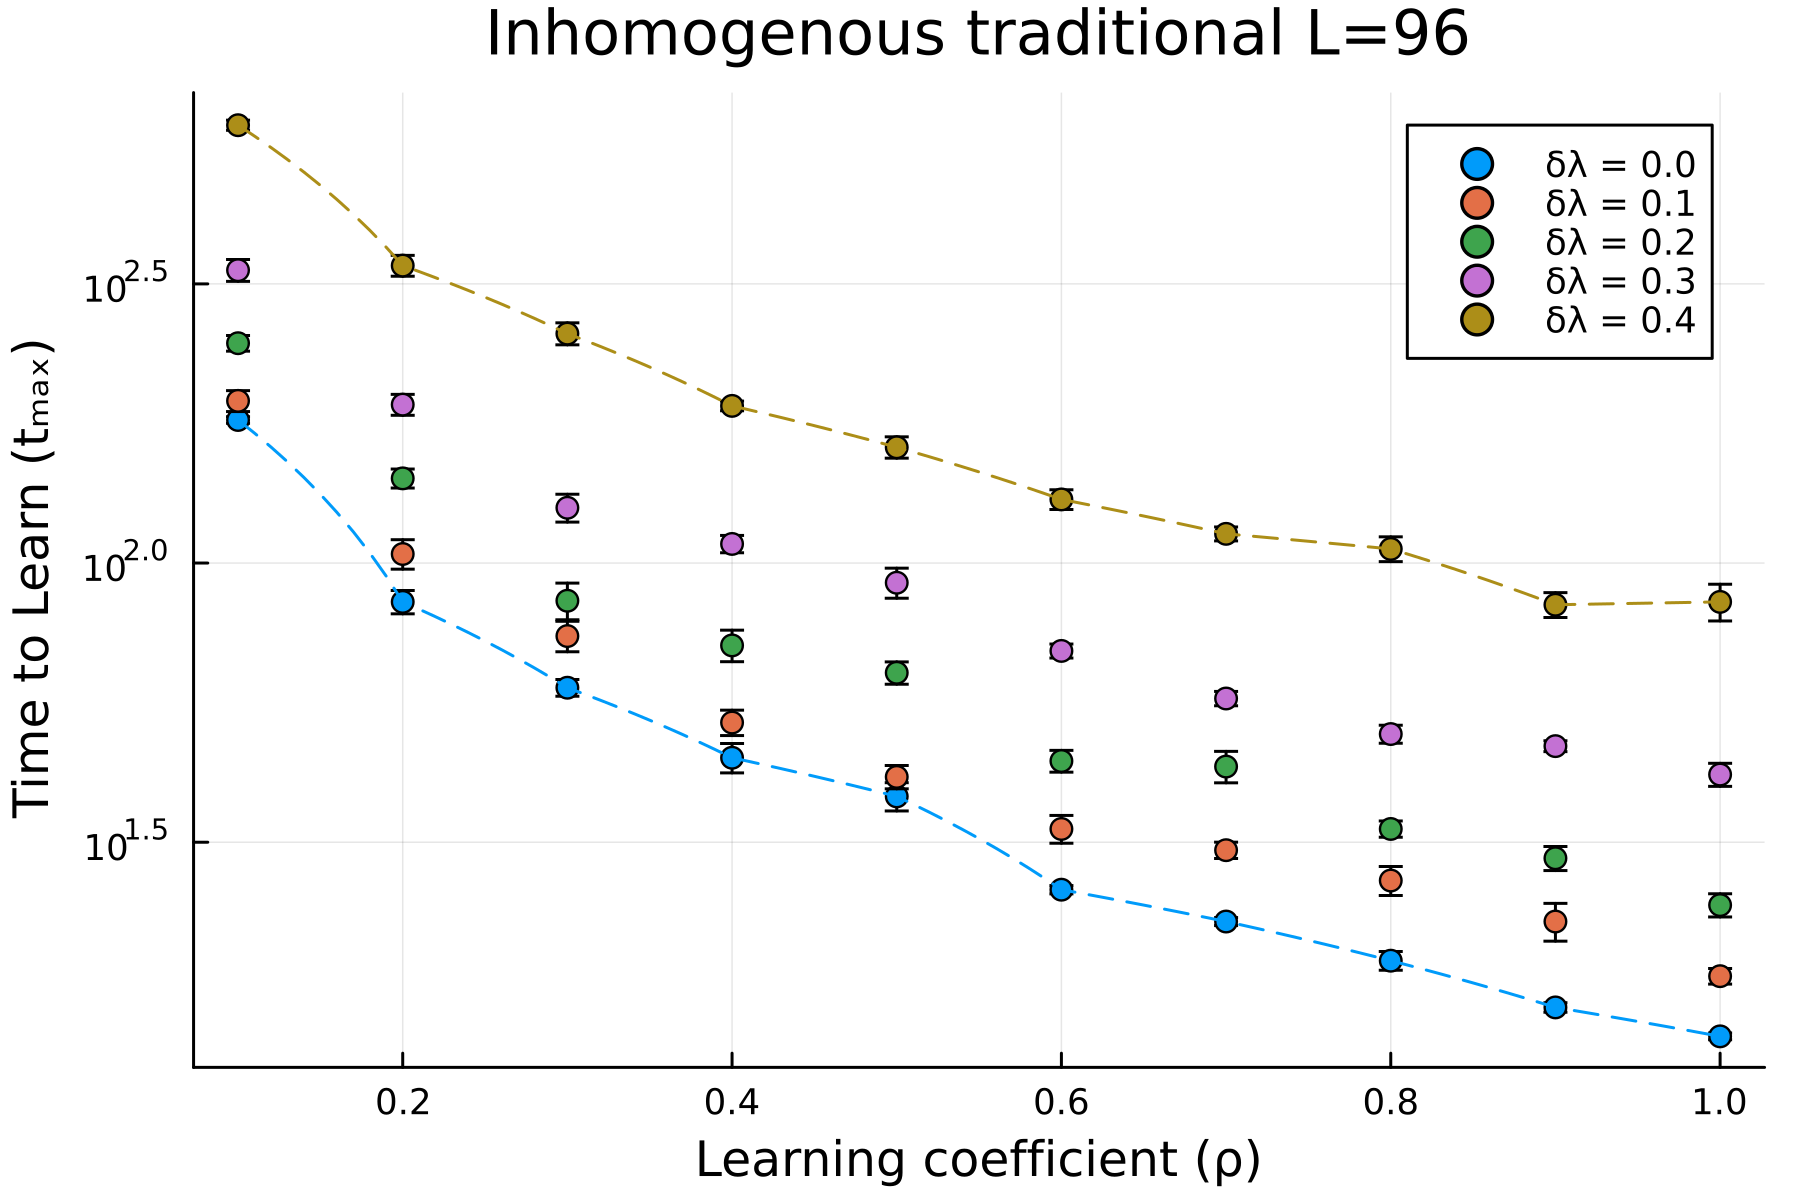 Inhomogenous traditional L=96
δλ = 0.0
δλ = 0.1
δλ = 0.2
δλ = 0.3
δλ = 0.4
10^2.5
10^2.0
10^1.5
Time to Learn (tₘₐₓ)
0.2 0.4 0.6 0.8 1.0
Learning coefficient (ρ)